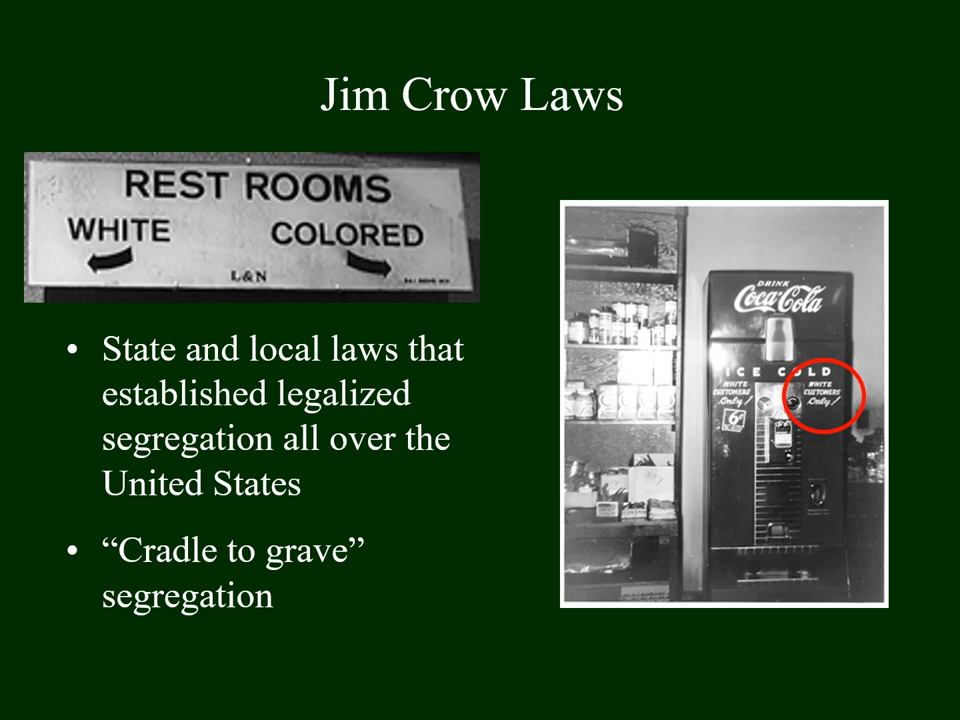 Jim Crow Laws
REST ROOMS
WHITE COLORED
L&N
• State and local laws that
established legalized
segregation all over the
United States
• “Cradle to grave”
segregation
DRINK
Coca-Cola
ICE COLD
WHITE
CUSTOMERS
Only!
WHITE
CUSTOMERS
Only!
6¢